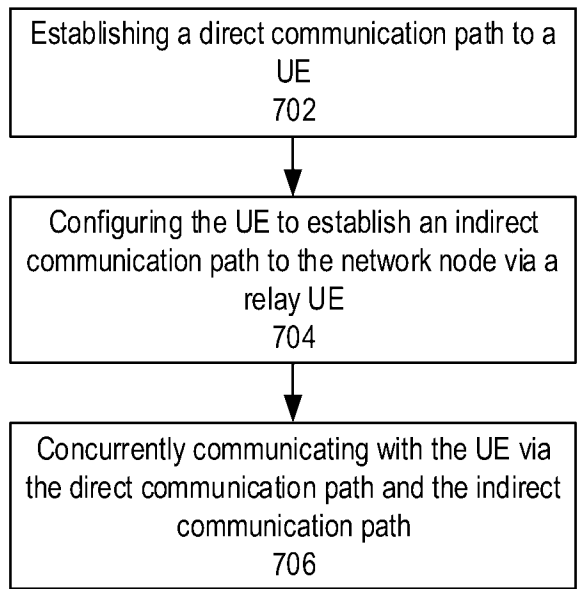 Establishing a direct communication path to a
UE
702
Configuring the UE to establish an indirect
communication path to the network node via a
relay UE
704
Concurrently communicating with the UE via
the direct communication path and the indirect
communication path
706